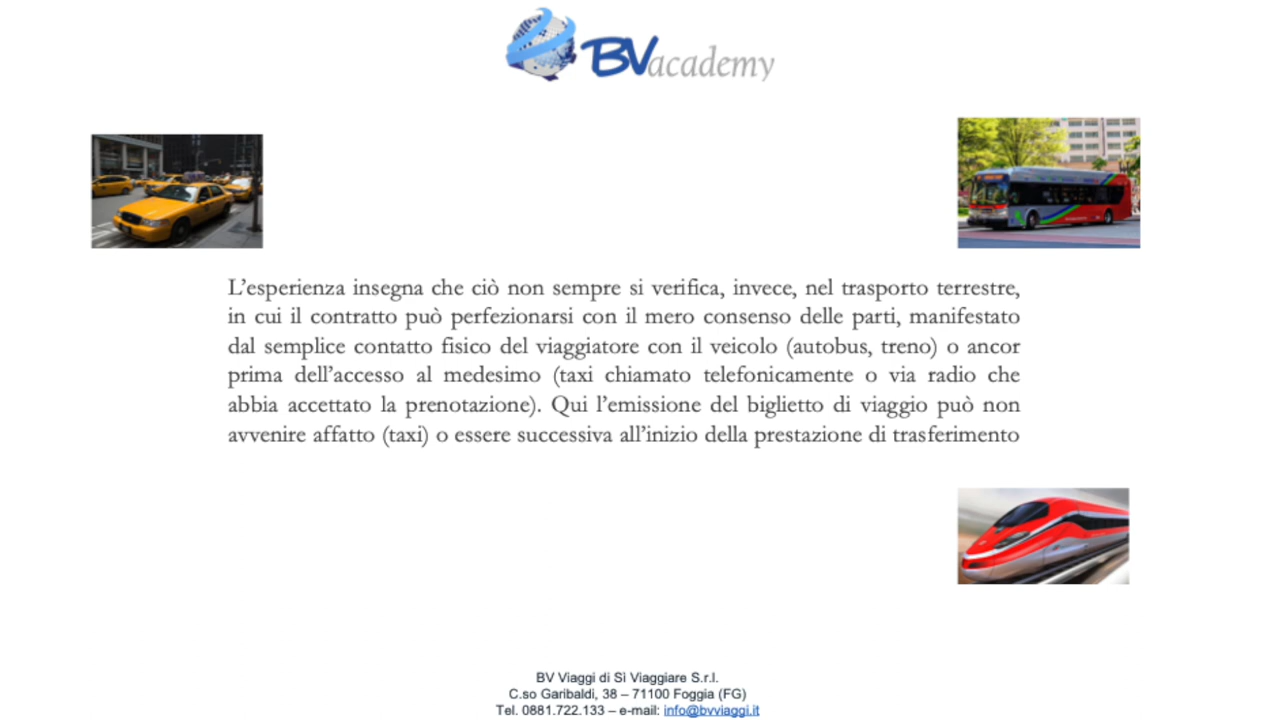 BVacademy
L’esperienza insegna che ciò non sempre si verifica, invece, nel trasporto terrestre,
in cui il contratto può perfezionarsi con il mero consenso delle parti, manifestato
dal semplice contatto fisico del viaggiatore con il veicolo (autobus, treno) o ancor
prima dell’accesso al medesimo (taxi chiamato telefonicamente o via radio che
abbia accettato la prenotazione). Qui l’emissione del biglietto di viaggio può non
avvenire affatto (taxi) o essere successiva all’inizio della prestazione di trasferimento
BV Viaggi di Sì Viaggiare S.r.l.
C.so Garibaldi, 38 – 71100 Foggia (FG)
Tel. 0881.722.133 – e-mail: info@bvviaggi.it